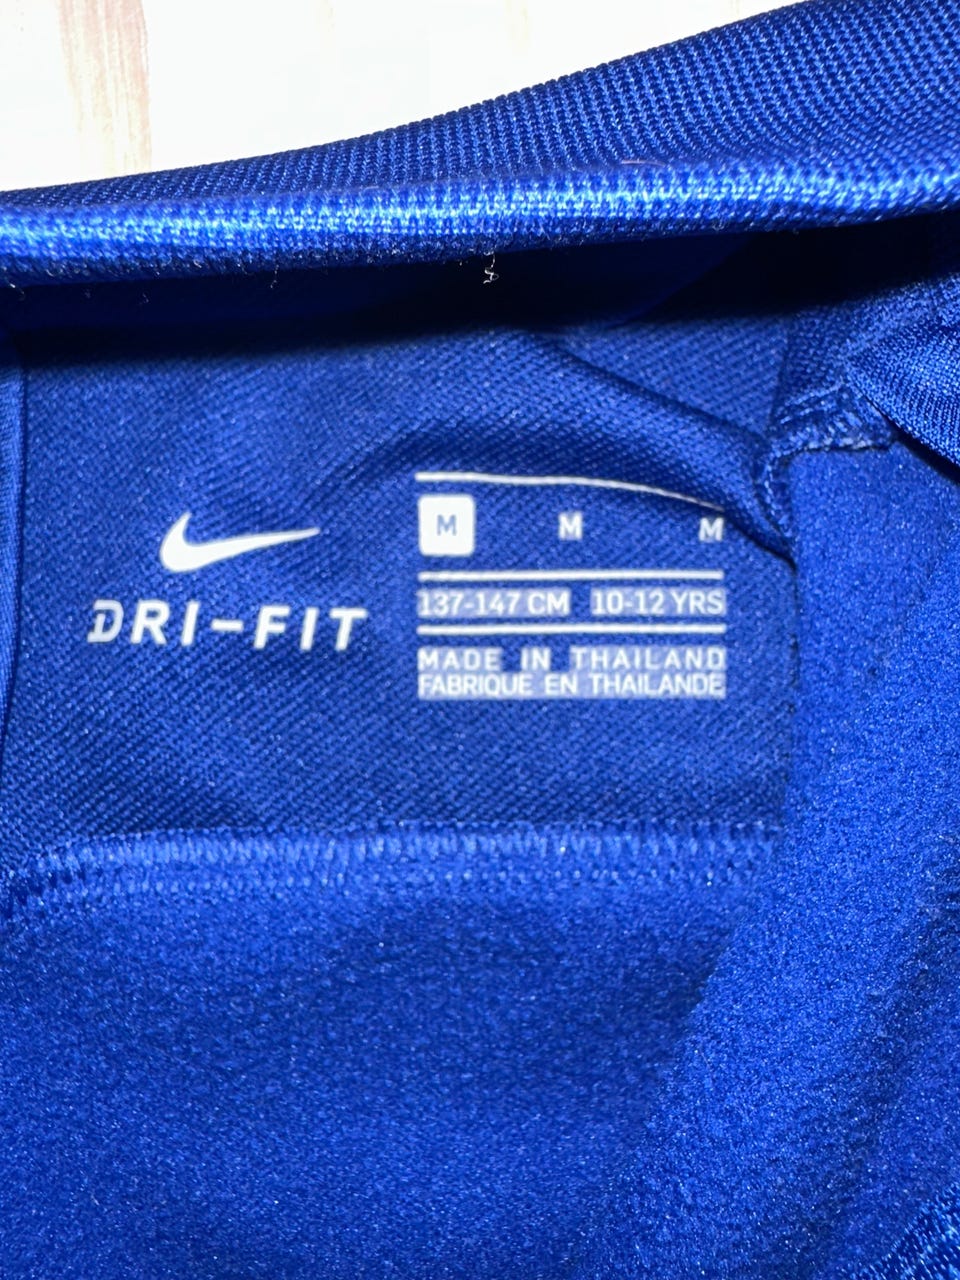 DRI-FIT
M M M
137-147 CM 10-12 YRS
MADE IN THAILAND
FABRIQUE EN THAILANDE